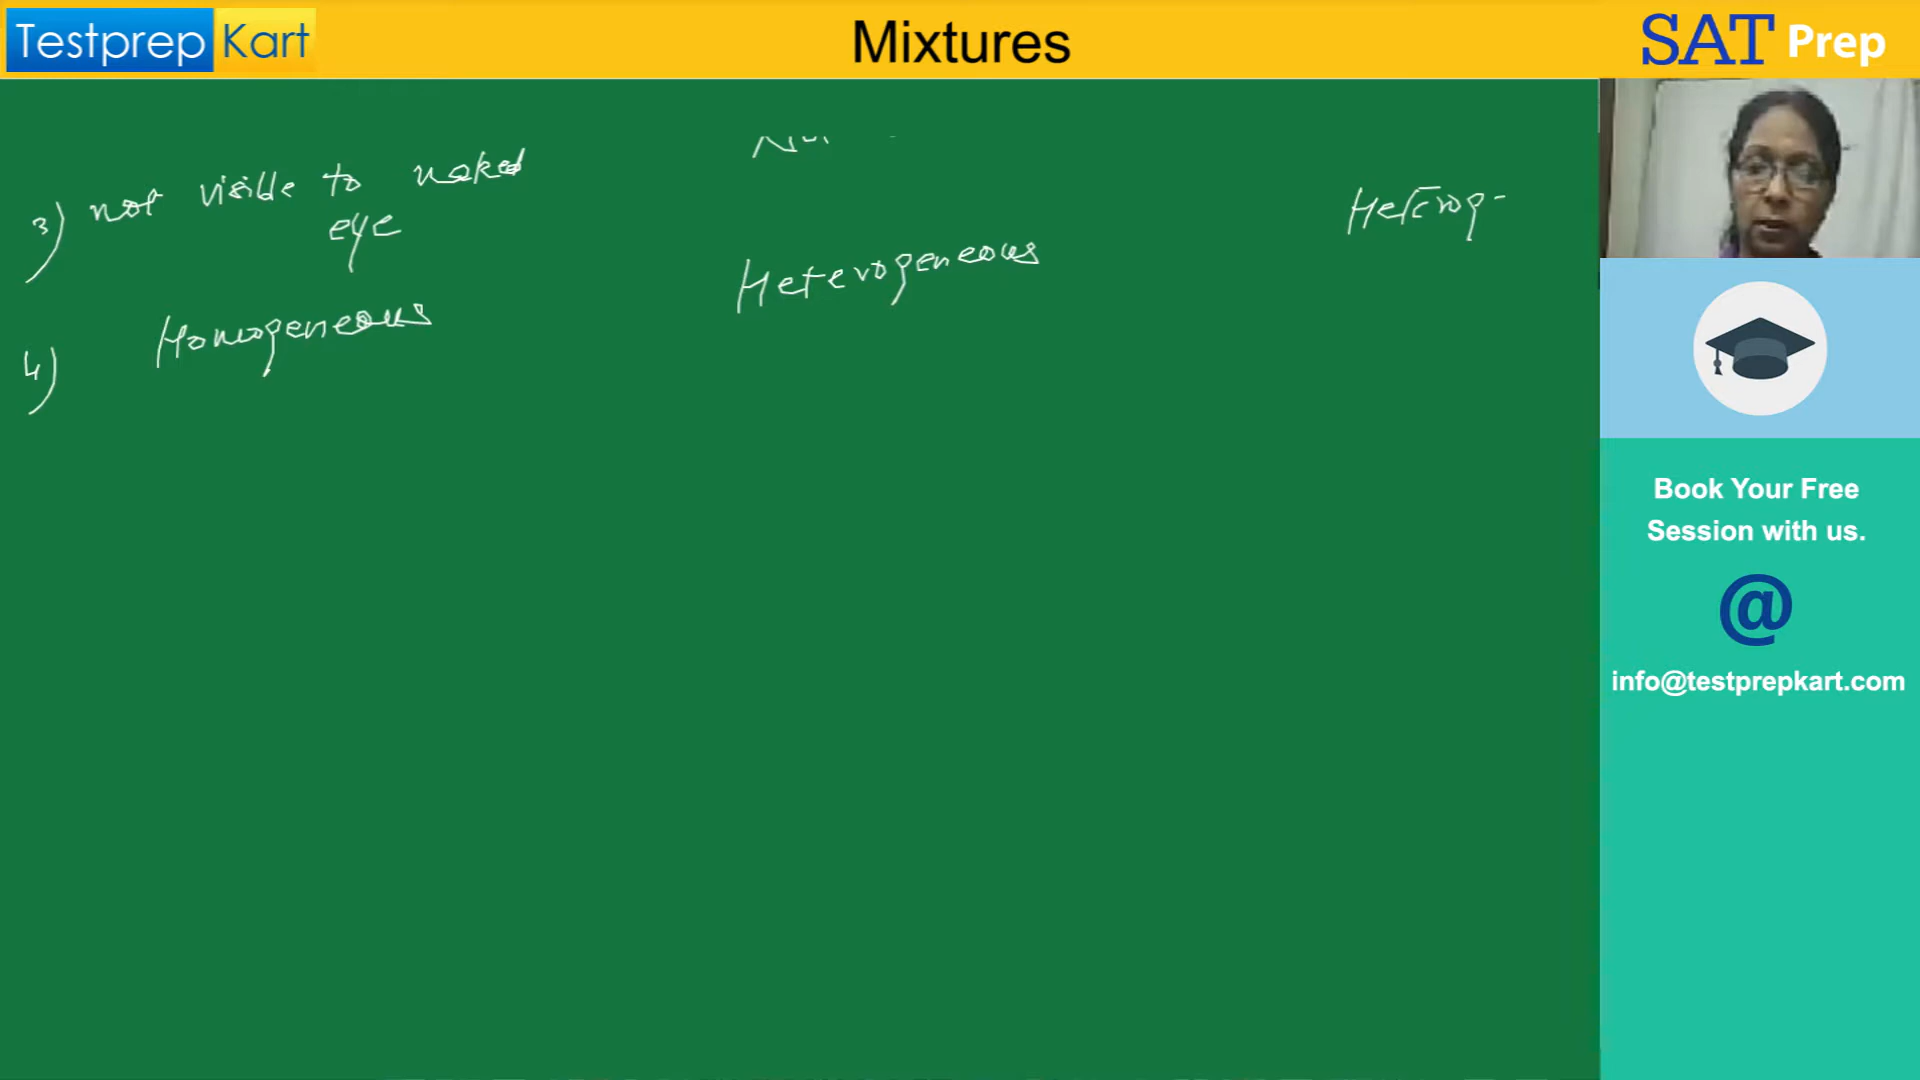 Testprep Kart
Mixtures
SAT Prep
3) not visible to naked
eye
Heterog-
Heterogeneous
4) Homogeneous
Book Your Free
Session with us.
@
info@testprepkart.com